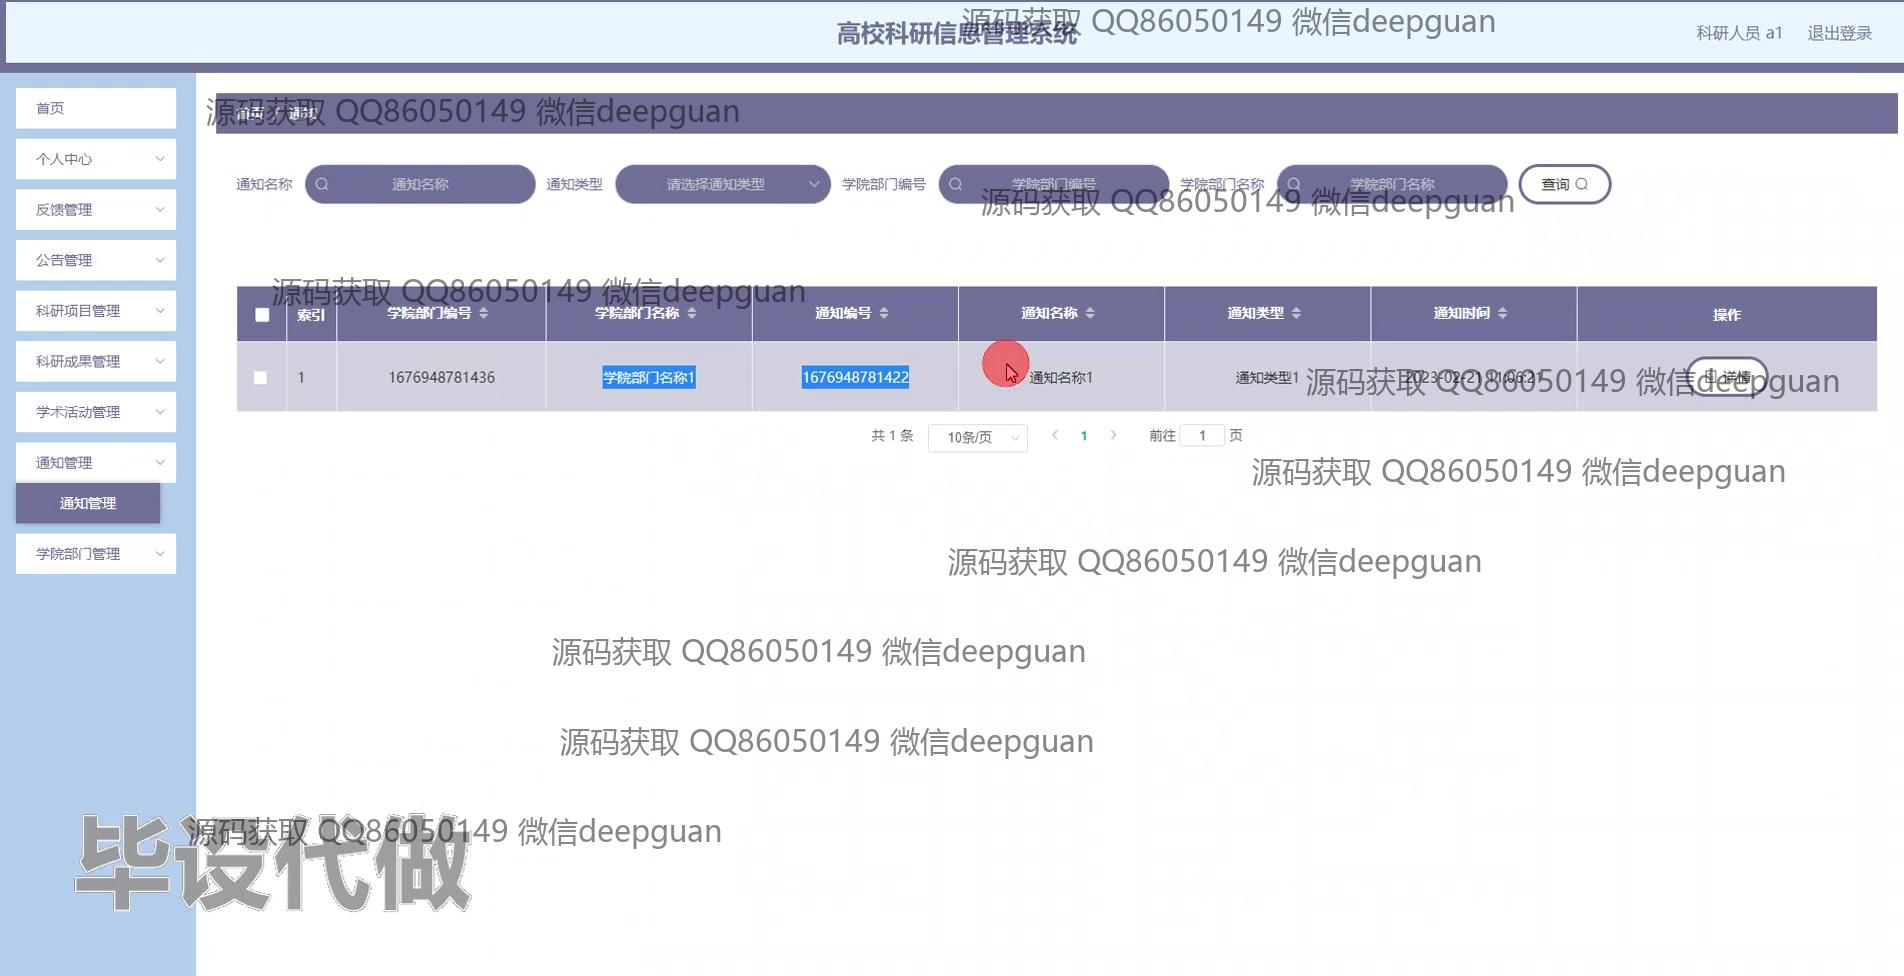 高校科研信息管理系统
源码获取 QQ86050149 微信deepguan
科研人员 a1 退出登录
首页
个人中心
反馈管理
公告管理
科研项目管理
科研成果管理
学术活动管理
通知管理
通知管理
学院部门管理
首页 通知
源码获取 QQ86050149 微信deepguan
通知名称 通知名称 通知类型 请选择通知类型 学院部门编号 学院部门编号 学院部门名称 学院部门名称 查询
源码获取 QQ86050149 微信deepguan
源码获取 QQ86050149 微信deepguan
索引 学院部门编号 学院部门名称 通知编号 通知名称 通知类型 通知时间 操作
1 1676948781436 学院部门名称1 1676948781422 通知名称1 通知类型1 2023-02-21 11:06:21 详情
源码获取 QQ86050149 微信deepguan
共 1 条 10条/页 1 前往 1 页
源码获取 QQ86050149 微信deepguan
源码获取 QQ86050149 微信deepguan
源码获取 QQ86050149 微信deepguan
源码获取 QQ86050149 微信deepguan
源码获取 QQ86050149 微信deepguan
毕设代做